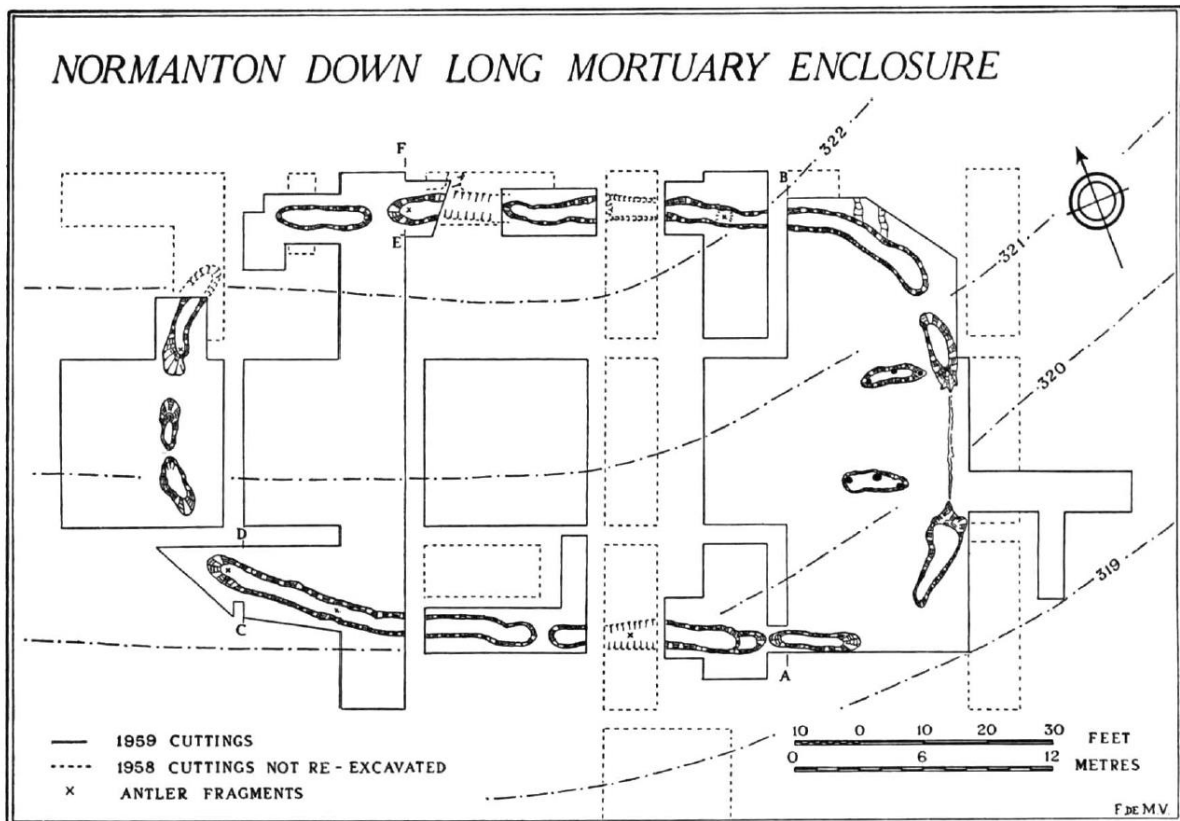 NORMANTON DOWN LONG MORTUARY ENCLOSURE
F
322
B
E
321
320
D
319
C
A
1959 CUTTINGS
1958 CUTTINGS NOT RE-EXCAVATED
× ANTLER FRAGMENTS
10 0 10 20 30 FEET
0 6 12 METRES
F DE M.V.